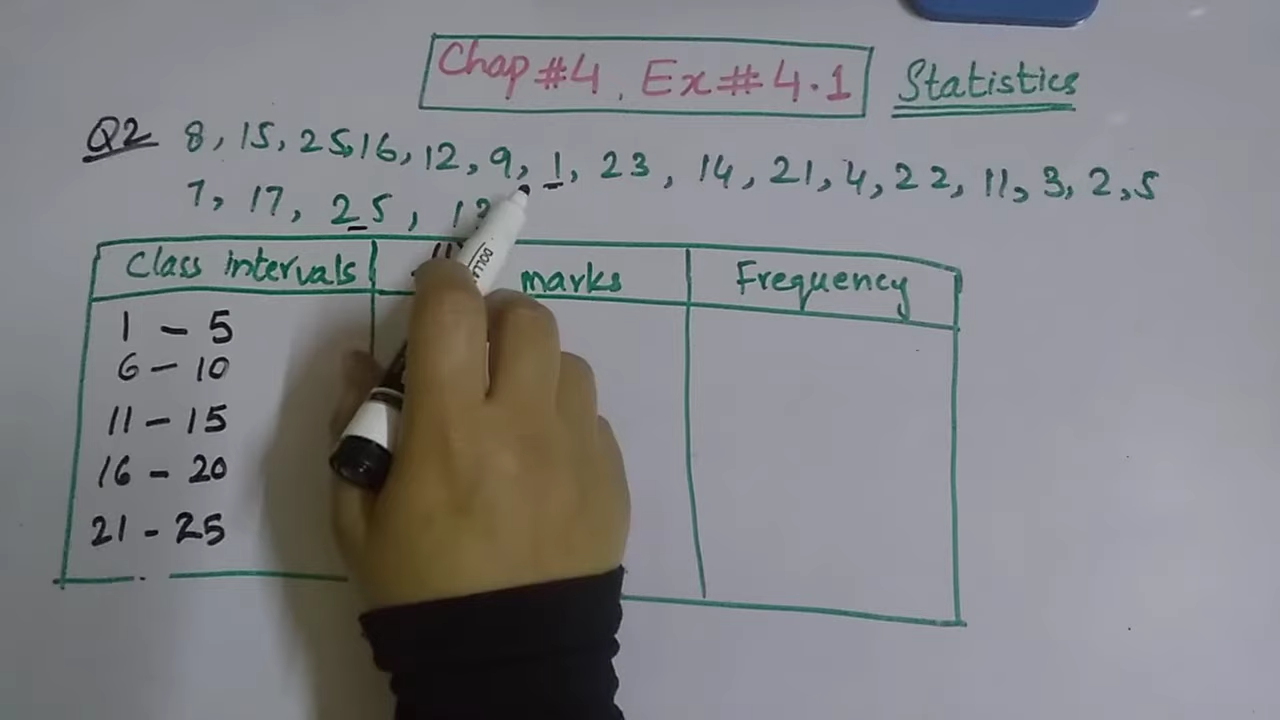 Chap #4, Ex# 4.1 Statistics
Q2 8, 15, 25, 16, 12, 9, 1, 23, 14, 21, 4, 22, 11, 3, 2, 5
7, 17, 25, 1
Class intervals marks Frequency
1 - 5
6 - 10
11 - 15
16 - 20
21 - 25